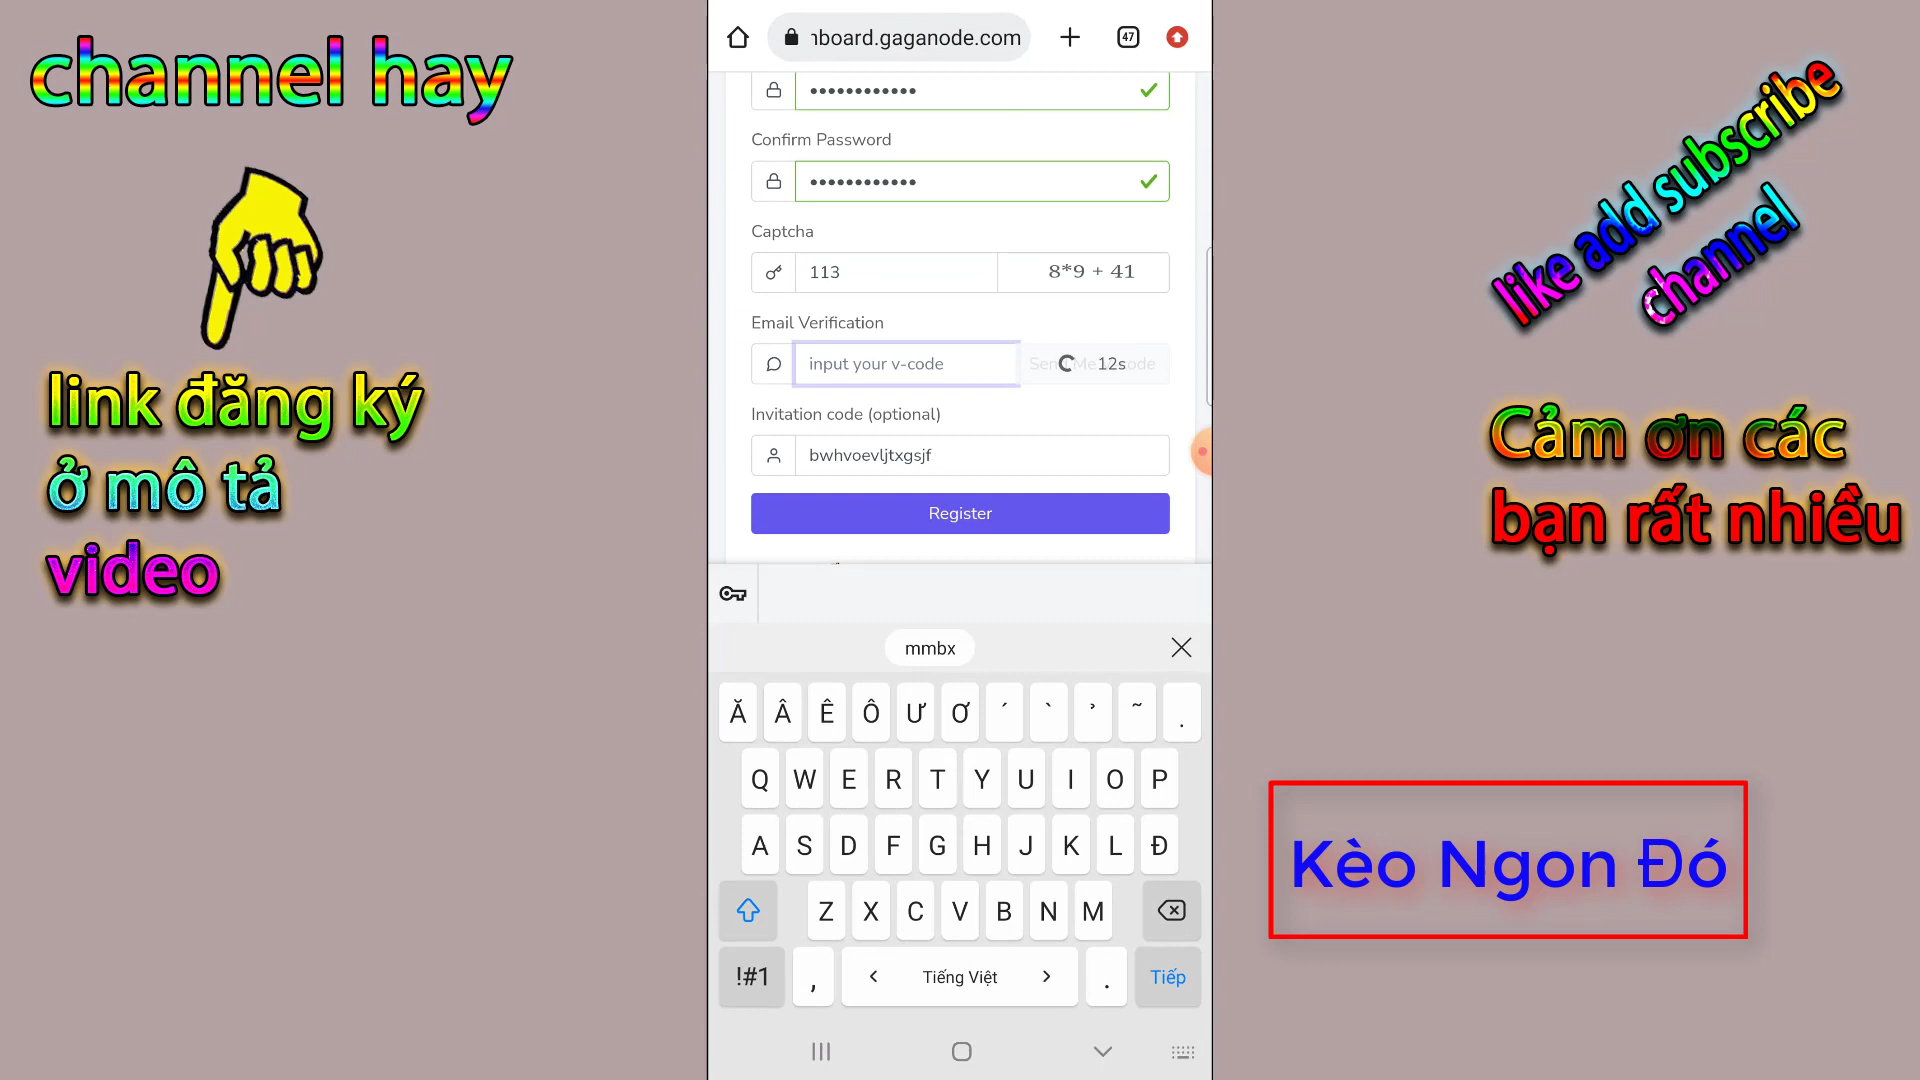 channel hay
link đăng ký
ở mô tả
video
nboard.gaganode.com
47
••••••••••••
Confirm Password
••••••••••••
Captcha
113
8*9 + 41
Email Verification
input your v-code
12s
Invitation code (optional)
bwhvoevljtxgsjf
Register
mmbx
Ă Â Ê Ô Ư Ơ ´ ` ̉ ~ .
Q W E R T Y U I O P
A S D F G H J K L Đ
Z X C V B N M
!#1 , < Tiếng Việt > . Tiếp
like add subscribe
channel
Cảm ơn các
bạn rất nhiều
Kèo Ngon Đó